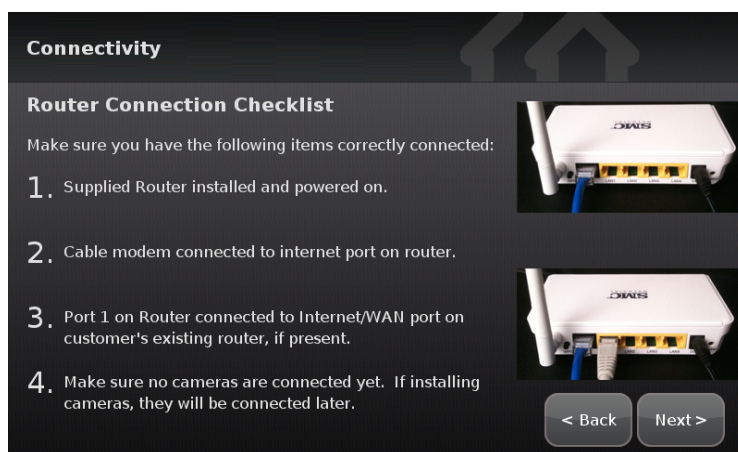 Connectivity
Router Connection Checklist
Make sure you have the following items correctly connected:
1. Supplied Router installed and powered on.
2. Cable modem connected to internet port on router.
3. Port 1 on Router connected to Internet/WAN port on
customer's existing router, if present.
4. Make sure no cameras are connected yet. If installing
cameras, they will be connected later.
SMC
SMC
< Back
Next >